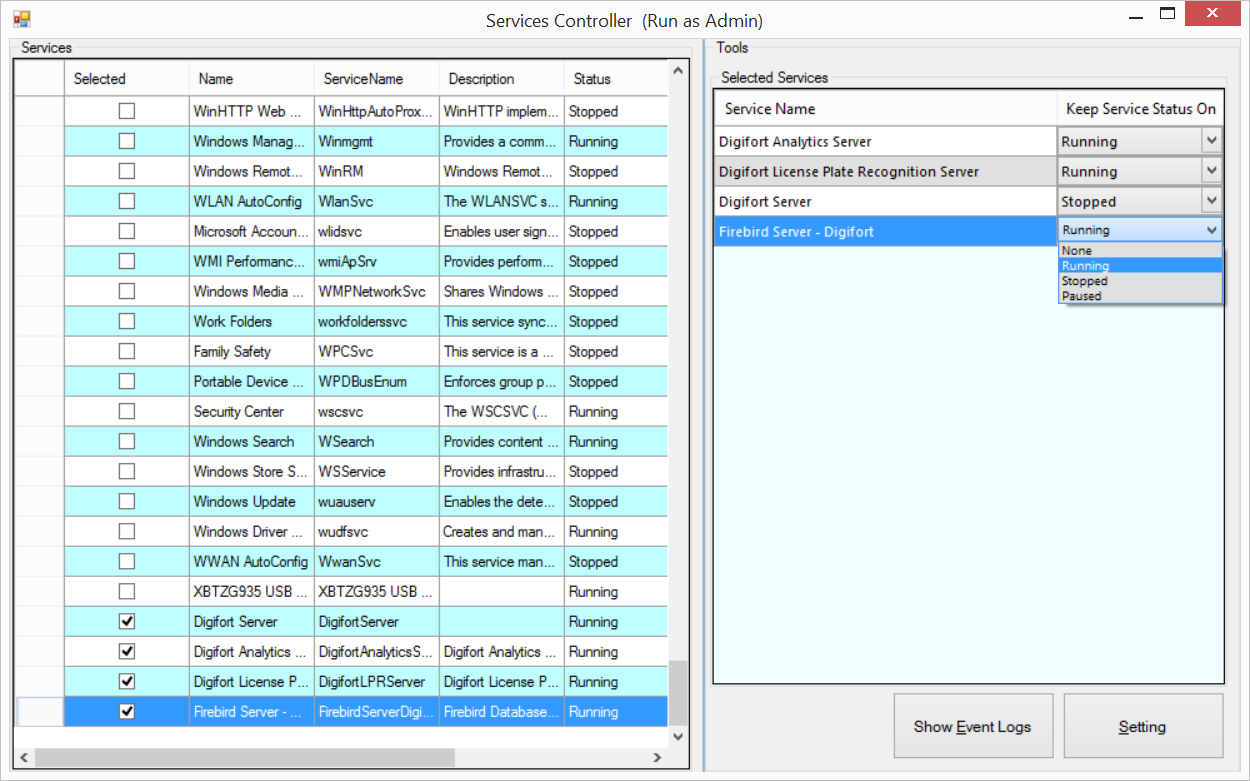 Services Controller (Run as Admin)
Services
Selected Name ServiceName Description Status
WinHTTP Web ... WinHttpAutoProx... WinHTTP implem... Stopped
Windows Manag... Winmgmt Provides a comm... Running
Windows Remot... WinRM Windows Remot... Stopped
WLAN AutoConfig WlanSvc The WLANSVC s... Running
Microsoft Accoun... wlidsvc Enables user sign... Stopped
WMI Performanc... wmiApSrv Provides perform... Stopped
Windows Media ... WMPNetworkSvc Shares Windows ... Stopped
Work Folders workfolderssvc This service sync... Stopped
Family Safety WPCSvc This service is a ... Stopped
Portable Device ... WPDBusEnum Enforces group p... Stopped
Security Center wscsvc The WSCSVC (... Running
Windows Search WSearch Provides content ... Running
Windows Store S... WSService Provides infrastru... Stopped
Windows Update wuauserv Enables the dete... Stopped
Windows Driver ... wudfsvc Creates and man... Running
WWAN AutoConfig WwanSvc This service man... Stopped
XBTZG935 USB ... XBTZG935 USB ... Running
Digifort Server DigifortServer Running
Digifort Analytics ... DigifortAnalyticsS... Digifort Analytics ... Running
Digifort License P... DigifortLPRServer Digifort License P... Running
Firebird Server - ... FirebirdServerDigi... Firebird Database... Running
Tools
Selected Services
Service Name Keep Service Status On
Digifort Analytics Server Running
Digifort License Plate Recognition Server Running
Digifort Server Stopped
Firebird Server - Digifort Running
None
Running
Stopped
Paused
Show Event Logs Setting